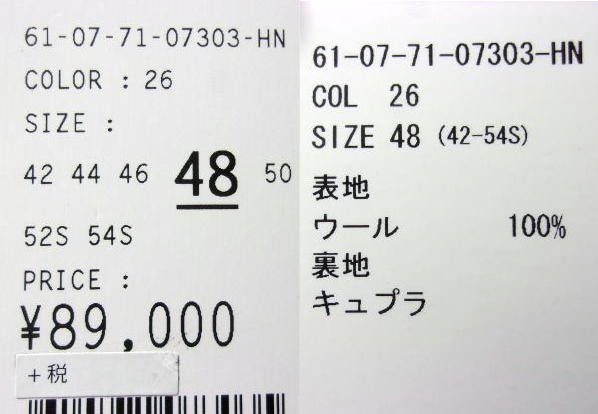 61-07-71-07303-HN
COLOR : 26
SIZE :
42 44 46 48 50
52S 54S
PRICE :
¥89,000
+税
61-07-71-07303-HN
COL 26
SIZE 48 (42-54S)
表地
ウール 100%
裏地
キュプラ